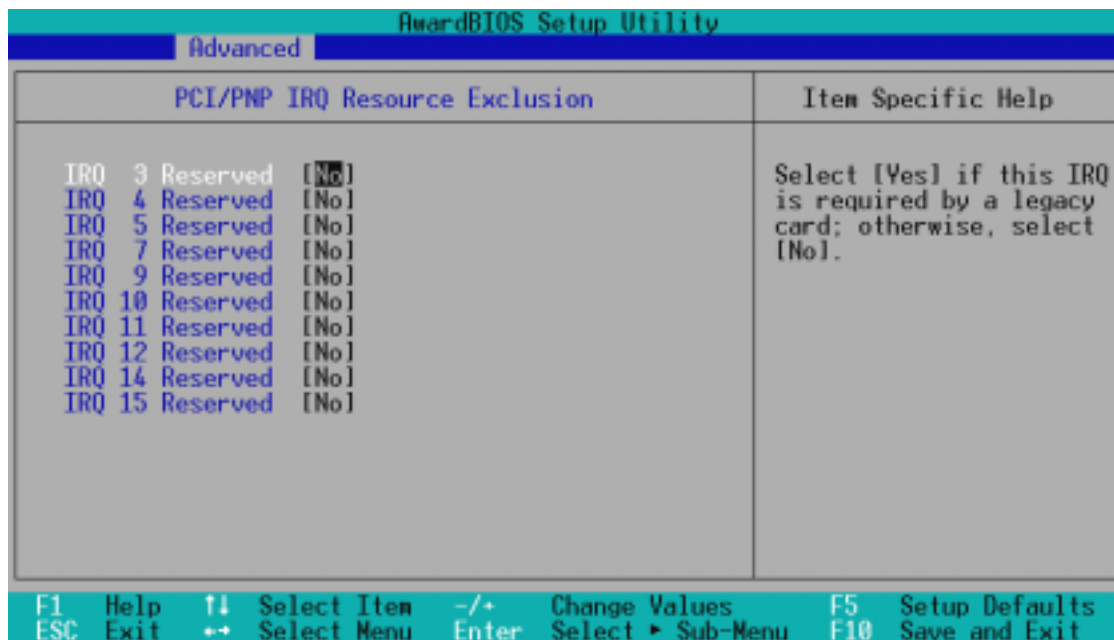 AwardBIOS Setup Utility
Advanced
PCI/PNP IRQ Resource Exclusion
Item Specific Help
IRQ 3 Reserved [No]
IRQ 4 Reserved [No]
IRQ 5 Reserved [No]
IRQ 7 Reserved [No]
IRQ 9 Reserved [No]
IRQ 10 Reserved [No]
IRQ 11 Reserved [No]
IRQ 12 Reserved [No]
IRQ 14 Reserved [No]
IRQ 15 Reserved [No]
Select [Yes] if this IRQ
is required by a legacy
card; otherwise, select
[No].
F1 Help ↑↓ Select Item -/+ Change Values F5 Setup Defaults
ESC Exit ←→ Select Menu Enter Select ► Sub-Menu F10 Save and Exit